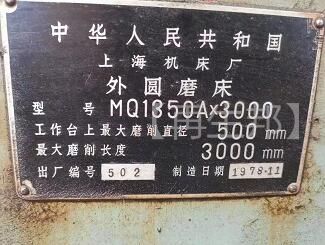 中华人民共和国
上海机床厂
外圆磨床
型号 MQ1350A×3000
工作台上最大磨削直径 500 mm
最大磨削长度 3000 mm
出厂编号 502 制造日期 1978-11